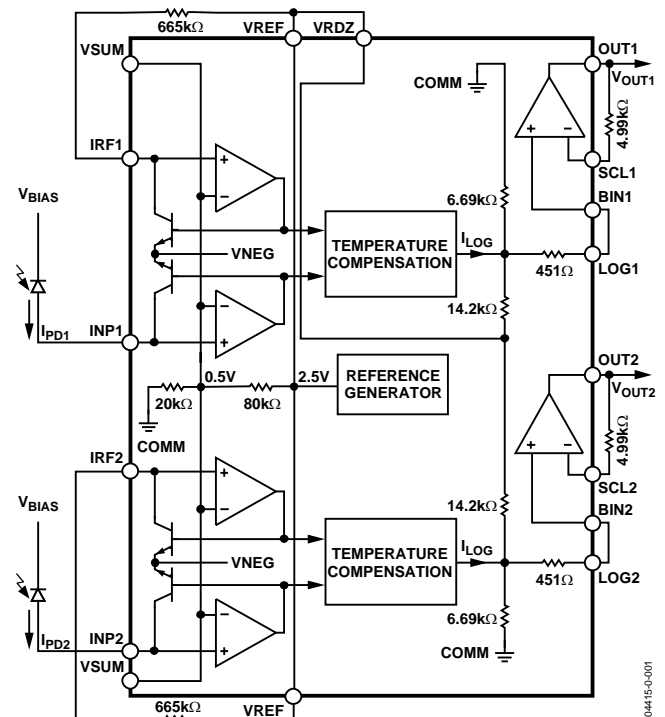 665kΩ
VREF
VRDZ
VSUM
OUT1
COMM
VOUT1
4.99kΩ
IRF1
SCL1
6.69kΩ
BIN1
VBIAS
TEMPERATURE
COMPENSATION
ILOG
VNEG
451Ω
LOG1
14.2kΩ
INP1
IPD1
OUT2
0.5V
2.5V
REFERENCE
GENERATOR
VOUT2
20kΩ
80kΩ
4.99kΩ
COMM
IRF2
SCL2
14.2kΩ
VBIAS
BIN2
TEMPERATURE
COMPENSATION
ILOG
VNEG
451Ω
LOG2
6.69kΩ
INP2
IPD2
VSUM
COMM
665kΩ
VREF
04415-0-001